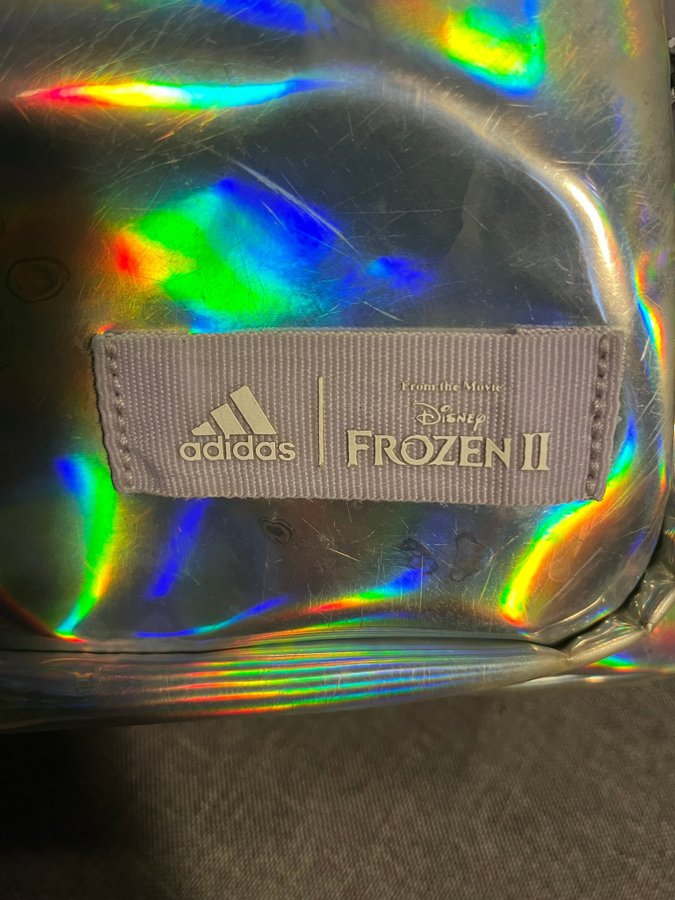 adidas
From the Movie
Disney
FROZEN II